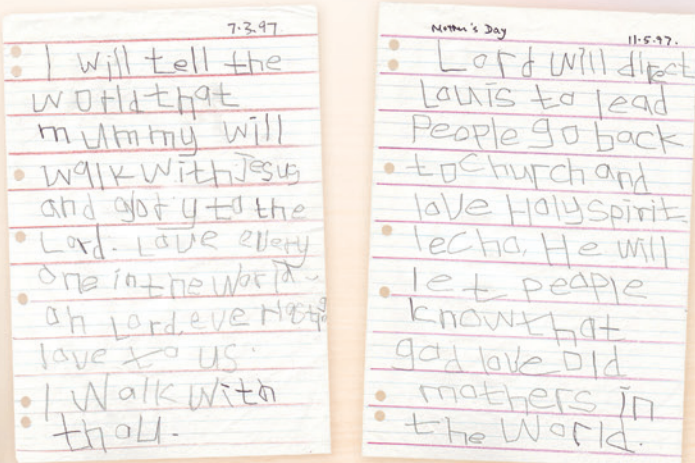 7.3.97.
I will tell the
world that
mummy will
walk with Jesus
and glory to the
Lord. Love every
one in the world.
oh Lord, everlasting
love to us.
I walk with
thou.
Mother's Day
11.5.97.
Lord will direct
Louis to lead
People go back
to church and
love Holy spirit.
He will
let people
know that
god love old
mothers in
the world.